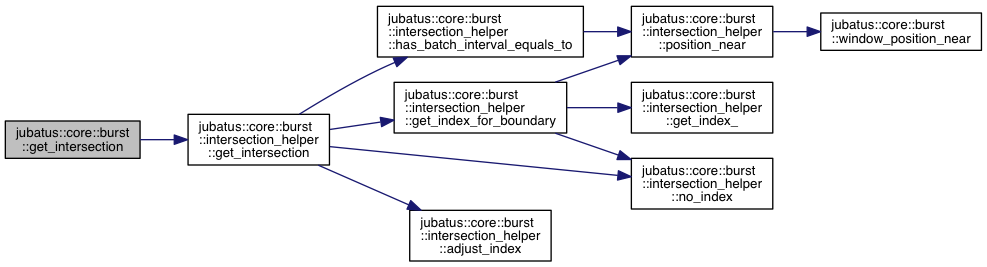 jubatus::core::burst
::get_intersection
jubatus::core::burst
::intersection_helper
::get_intersection
jubatus::core::burst
::intersection_helper
::has_batch_interval_equals_to
jubatus::core::burst
::intersection_helper
::get_index_for_boundary
jubatus::core::burst
::intersection_helper
::adjust_index
jubatus::core::burst
::intersection_helper
::position_near
jubatus::core::burst
::intersection_helper
::get_index_
jubatus::core::burst
::intersection_helper
::no_index
jubatus::core::burst
::window_position_near